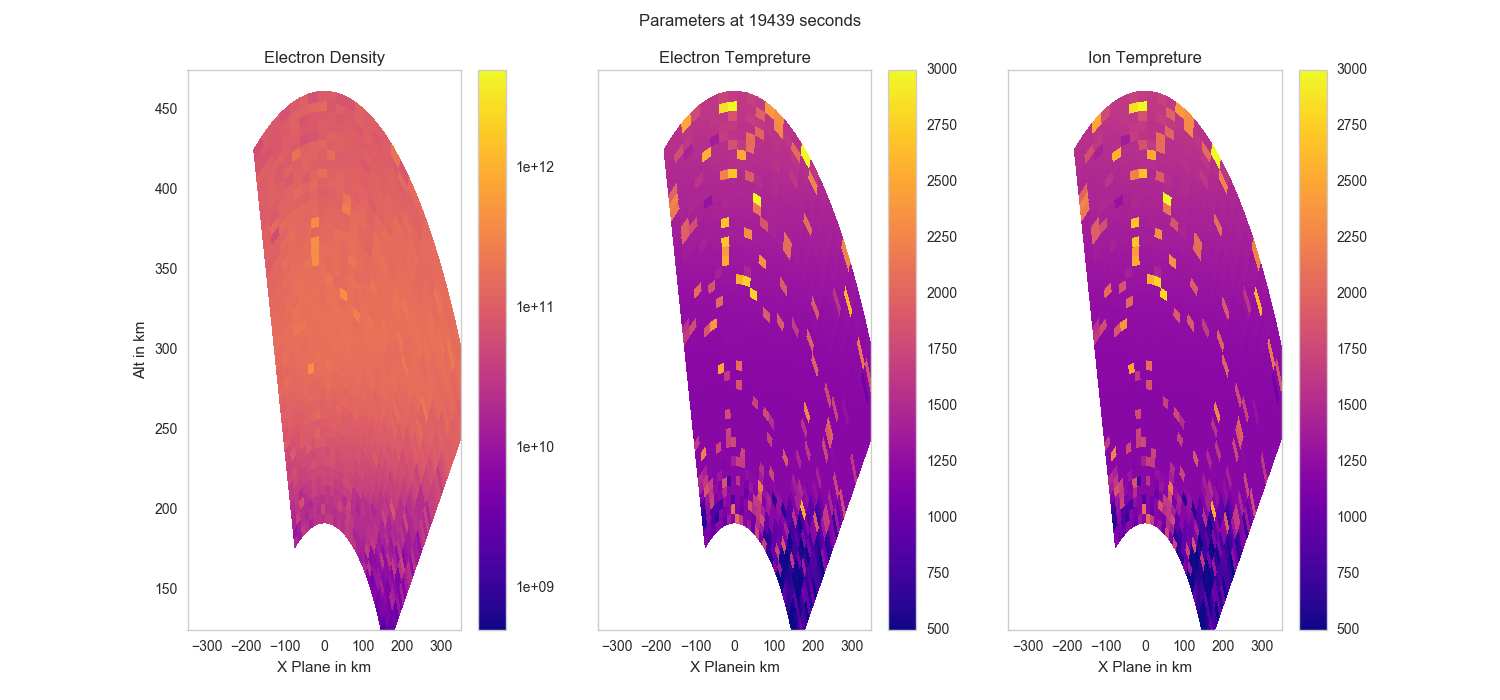 Parameters at 19439 seconds
Electron Density
Electron Tempreture
Ion Tempreture
Alt in km
450
400
350
300
250
200
150
−300 −200 −100 0 100 200 300
X Plane in km
1e+12
1e+11
1e+10
1e+09
−300 −200 −100 0 100 200 300
X Planein km
3000
2750
2500
2250
2000
1750
1500
1250
1000
750
500
−300 −200 −100 0 100 200 300
X Plane in km
3000
2750
2500
2250
2000
1750
1500
1250
1000
750
500